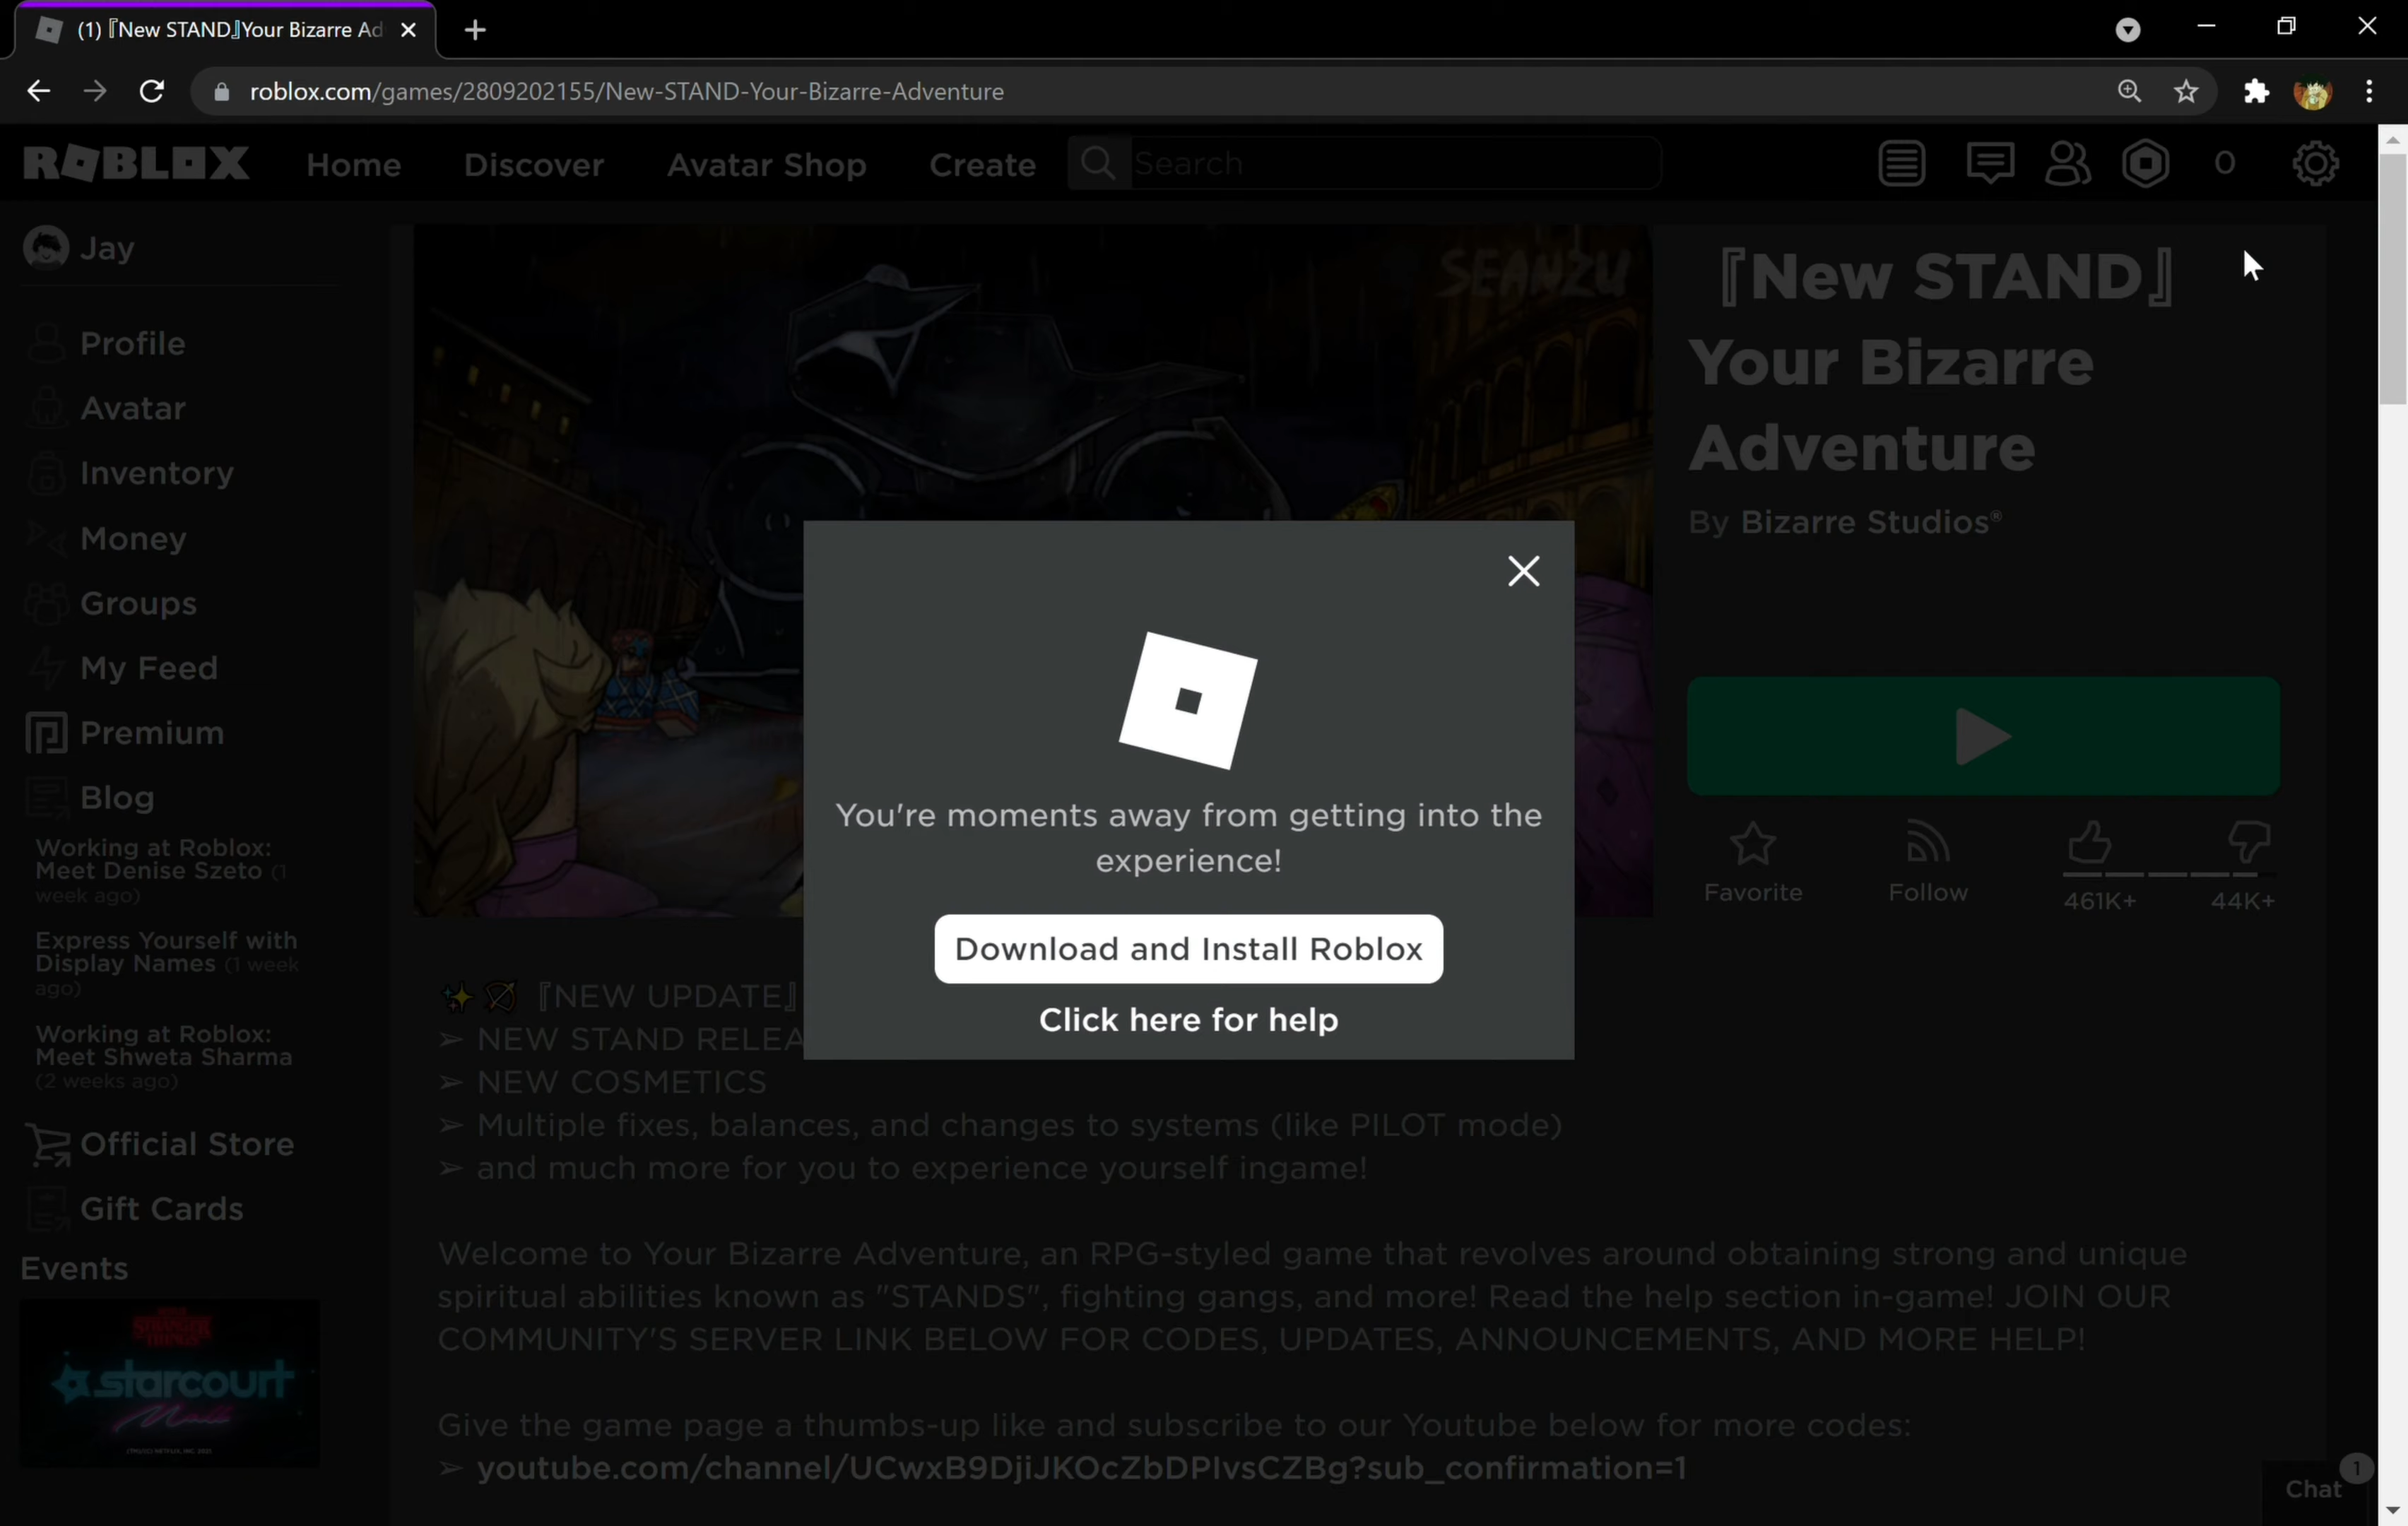 (1)『New STAND』Your Bizarre Ad
roblox.com/games/2809202155/New-STAND-Your-Bizarre-Adventure
ROBLOX Home Discover Avatar Shop Create Search 0
Jay
Profile
Avatar
Inventory
Money
Groups
My Feed
Premium
Blog
Working at Roblox:
Meet Denise Szeto (1
week ago)
Express Yourself with
Display Names (1 week
ago)
Working at Roblox:
Meet Shweta Sharma
(2 weeks ago)
Official Store
Gift Cards
Events
STRANGER
THINGS
starcourt
Mall
SEANZU
『New STAND』
Your Bizarre
Adventure
By Bizarre Studios®
Favorite
Follow
461K+
44K+
You're moments away from getting into the
experience!
Download and Install Roblox
Click here for help
✨🏹『NEW UPDATE』
➢ NEW STAND RELEA
➢ NEW COSMETICS
➢ Multiple fixes, balances, and changes to systems (like PILOT mode)
➢ and much more for you to experience yourself ingame!
Welcome to Your Bizarre Adventure, an RPG-styled game that revolves around obtaining strong and unique
spiritual abilities known as "STANDS", fighting gangs, and more! Read the help section in-game! JOIN OUR
COMMUNITY'S SERVER LINK BELOW FOR CODES, UPDATES, ANNOUNCEMENTS, AND MORE HELP!
Give the game page a thumbs-up like and subscribe to our Youtube below for more codes:
➢ youtube.com/channel/UCwxB9DjiJKOcZbDPIvsCZBg?sub_confirmation=1
Chat
1